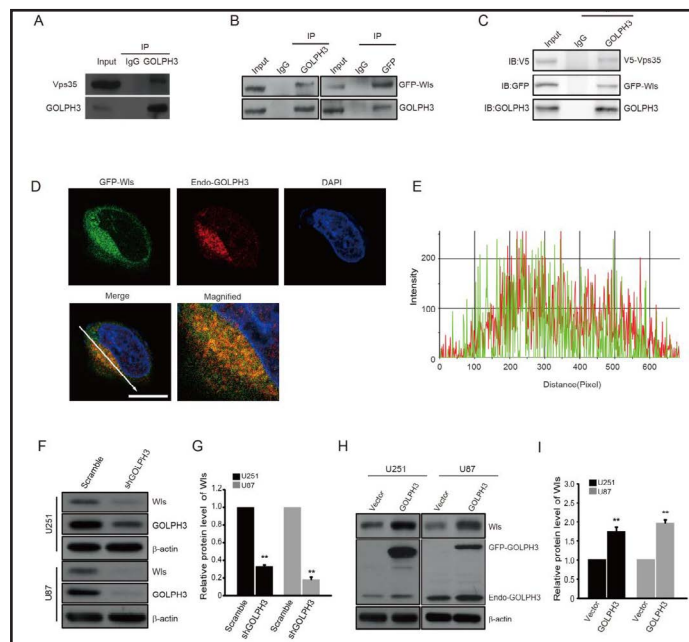 A
IP
Input IgG GOLPH3
Vps35
GOLPH3
B
IP IP
Input IgG GOLPH3 Input IgG GFP
GFP-Wls
GOLPH3
C
Input IgG GOLPH3
IB:V5 V5-Vps35
IB:GFP GFP-Wls
IB:GOLPH3 GOLPH3
D
GFP-Wls Endo-GOLPH3 DAPI
Merge Magnified
E
Intensity
200
100
0
0 100 200 300 400 500 600
Distance(Pixel)
F
Scramble shGOLPH3
U251
Wls
GOLPH3
β-actin
U87
Wls
GOLPH3
β-actin
G
U251
U87
Relative protein level of Wls
1.0
0.8
0.6
0.4
0.2
0.0
** **
Scramble shGOLPH3 Scramble shGOLPH3
H
U251 U87
Vector GOLPH3 Vector GOLPH3
Wls
GFP-GOLPH3
Endo-GOLPH3
β-actin
I
U251
U87
Relative protein level of Wls
3.0
2.5
2.0
1.5
1.0
0.5
0.0
** **
Vector GOLPH3 Vector GOLPH3